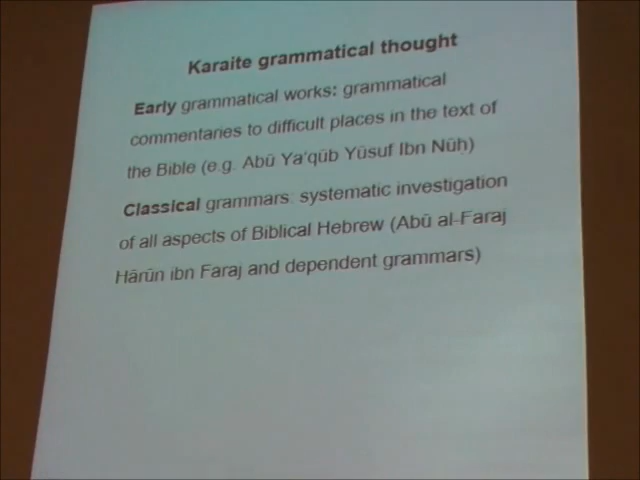 Karaite grammatical thought
Early grammatical works: grammatical
commentaries to difficult places in the text of
the Bible (e.g. Abū Ya‘qūb Yūsuf Ibn Nūḥ)
Classical grammars: systematic investigation
of all aspects of Biblical Hebrew (Abū al-Faraj
Hārūn ibn Faraj and dependent grammars)